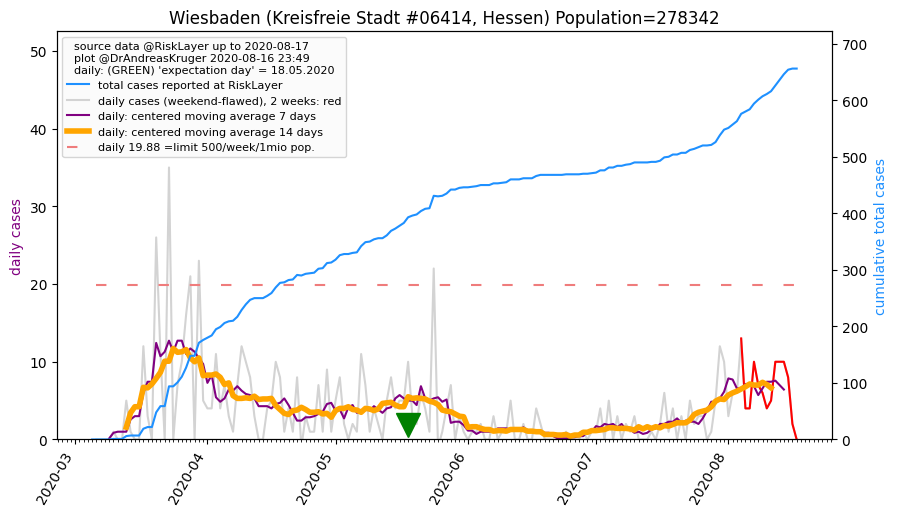 Wiesbaden (Kreisfreie Stadt #06414, Hessen) Population=278342
source data @RiskLayer up to 2020-08-17
plot @DrAndreasKruger 2020-08-16 23:49
daily: (GREEN) 'expectation day' = 18.05.2020
total cases reported at RiskLayer
daily cases (weekend-flawed), 2 weeks: red
daily: centered moving average 7 days
daily: centered moving average 14 days
daily 19.88 =limit 500/week/1mio pop.
daily cases
50
40
30
20
10
0
cumulative total cases
700
600
500
400
300
200
100
0
2020-03
2020-04
2020-05
2020-06
2020-07
2020-08